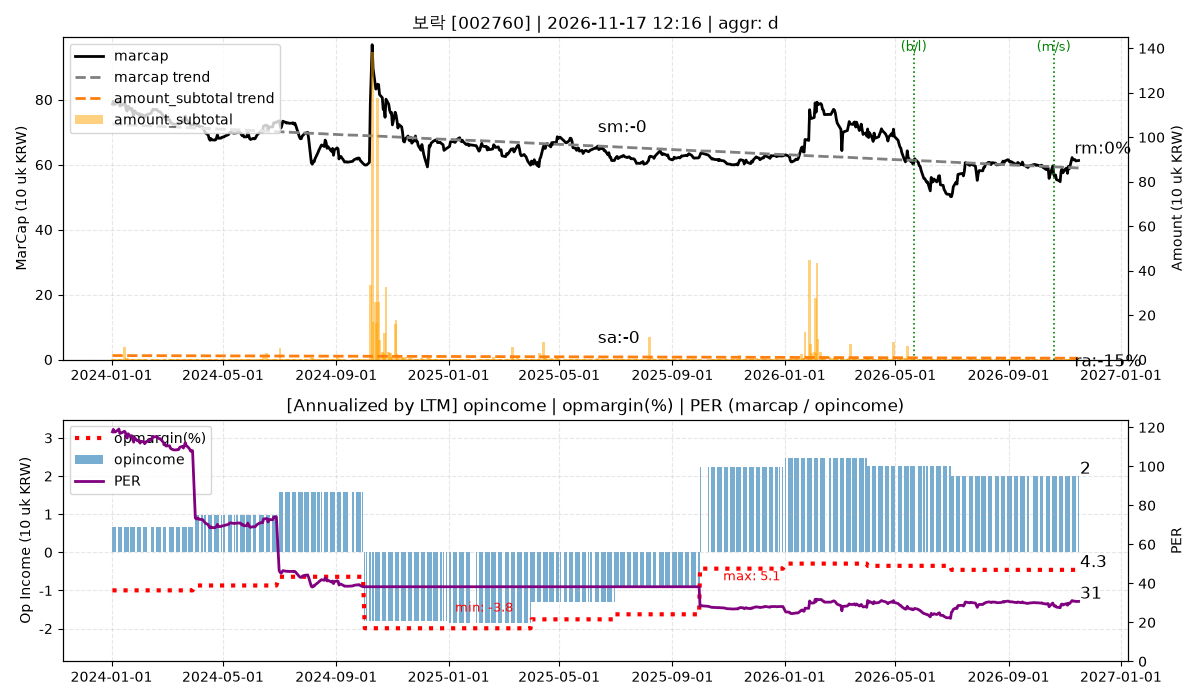 보락 [002760] | 2026-11-17 12:16 | aggr: d
marcap
marcap trend
amount_subtotal trend
amount_subtotal
(b/l)
(m/s)
sm:-0
rm:0%
sa:-0
ra:-15%
MarCap (10 uk KRW)
80
60
40
20
0
Amount (10 uk KRW)
140
120
100
80
60
40
20
0
2024-01-01
2024-05-01
2024-09-01
2025-01-01
2025-05-01
2025-09-01
2026-01-01
2026-05-01
2026-09-01
2027-01-01
[Annualized by LTM] opincome | opmargin(%) | PER (marcap / opincome)
opmargin(%)
opincome
PER
Op Income (10 uk KRW)
3
2
1
0
-1
-2
min: -3.8
max: 5.1
2
4.3
31
PER
120
100
80
60
40
20
0
2024-01-01
2024-05-01
2024-09-01
2025-01-01
2025-05-01
2025-09-01
2026-01-01
2026-05-01
2026-09-01
2027-01-01